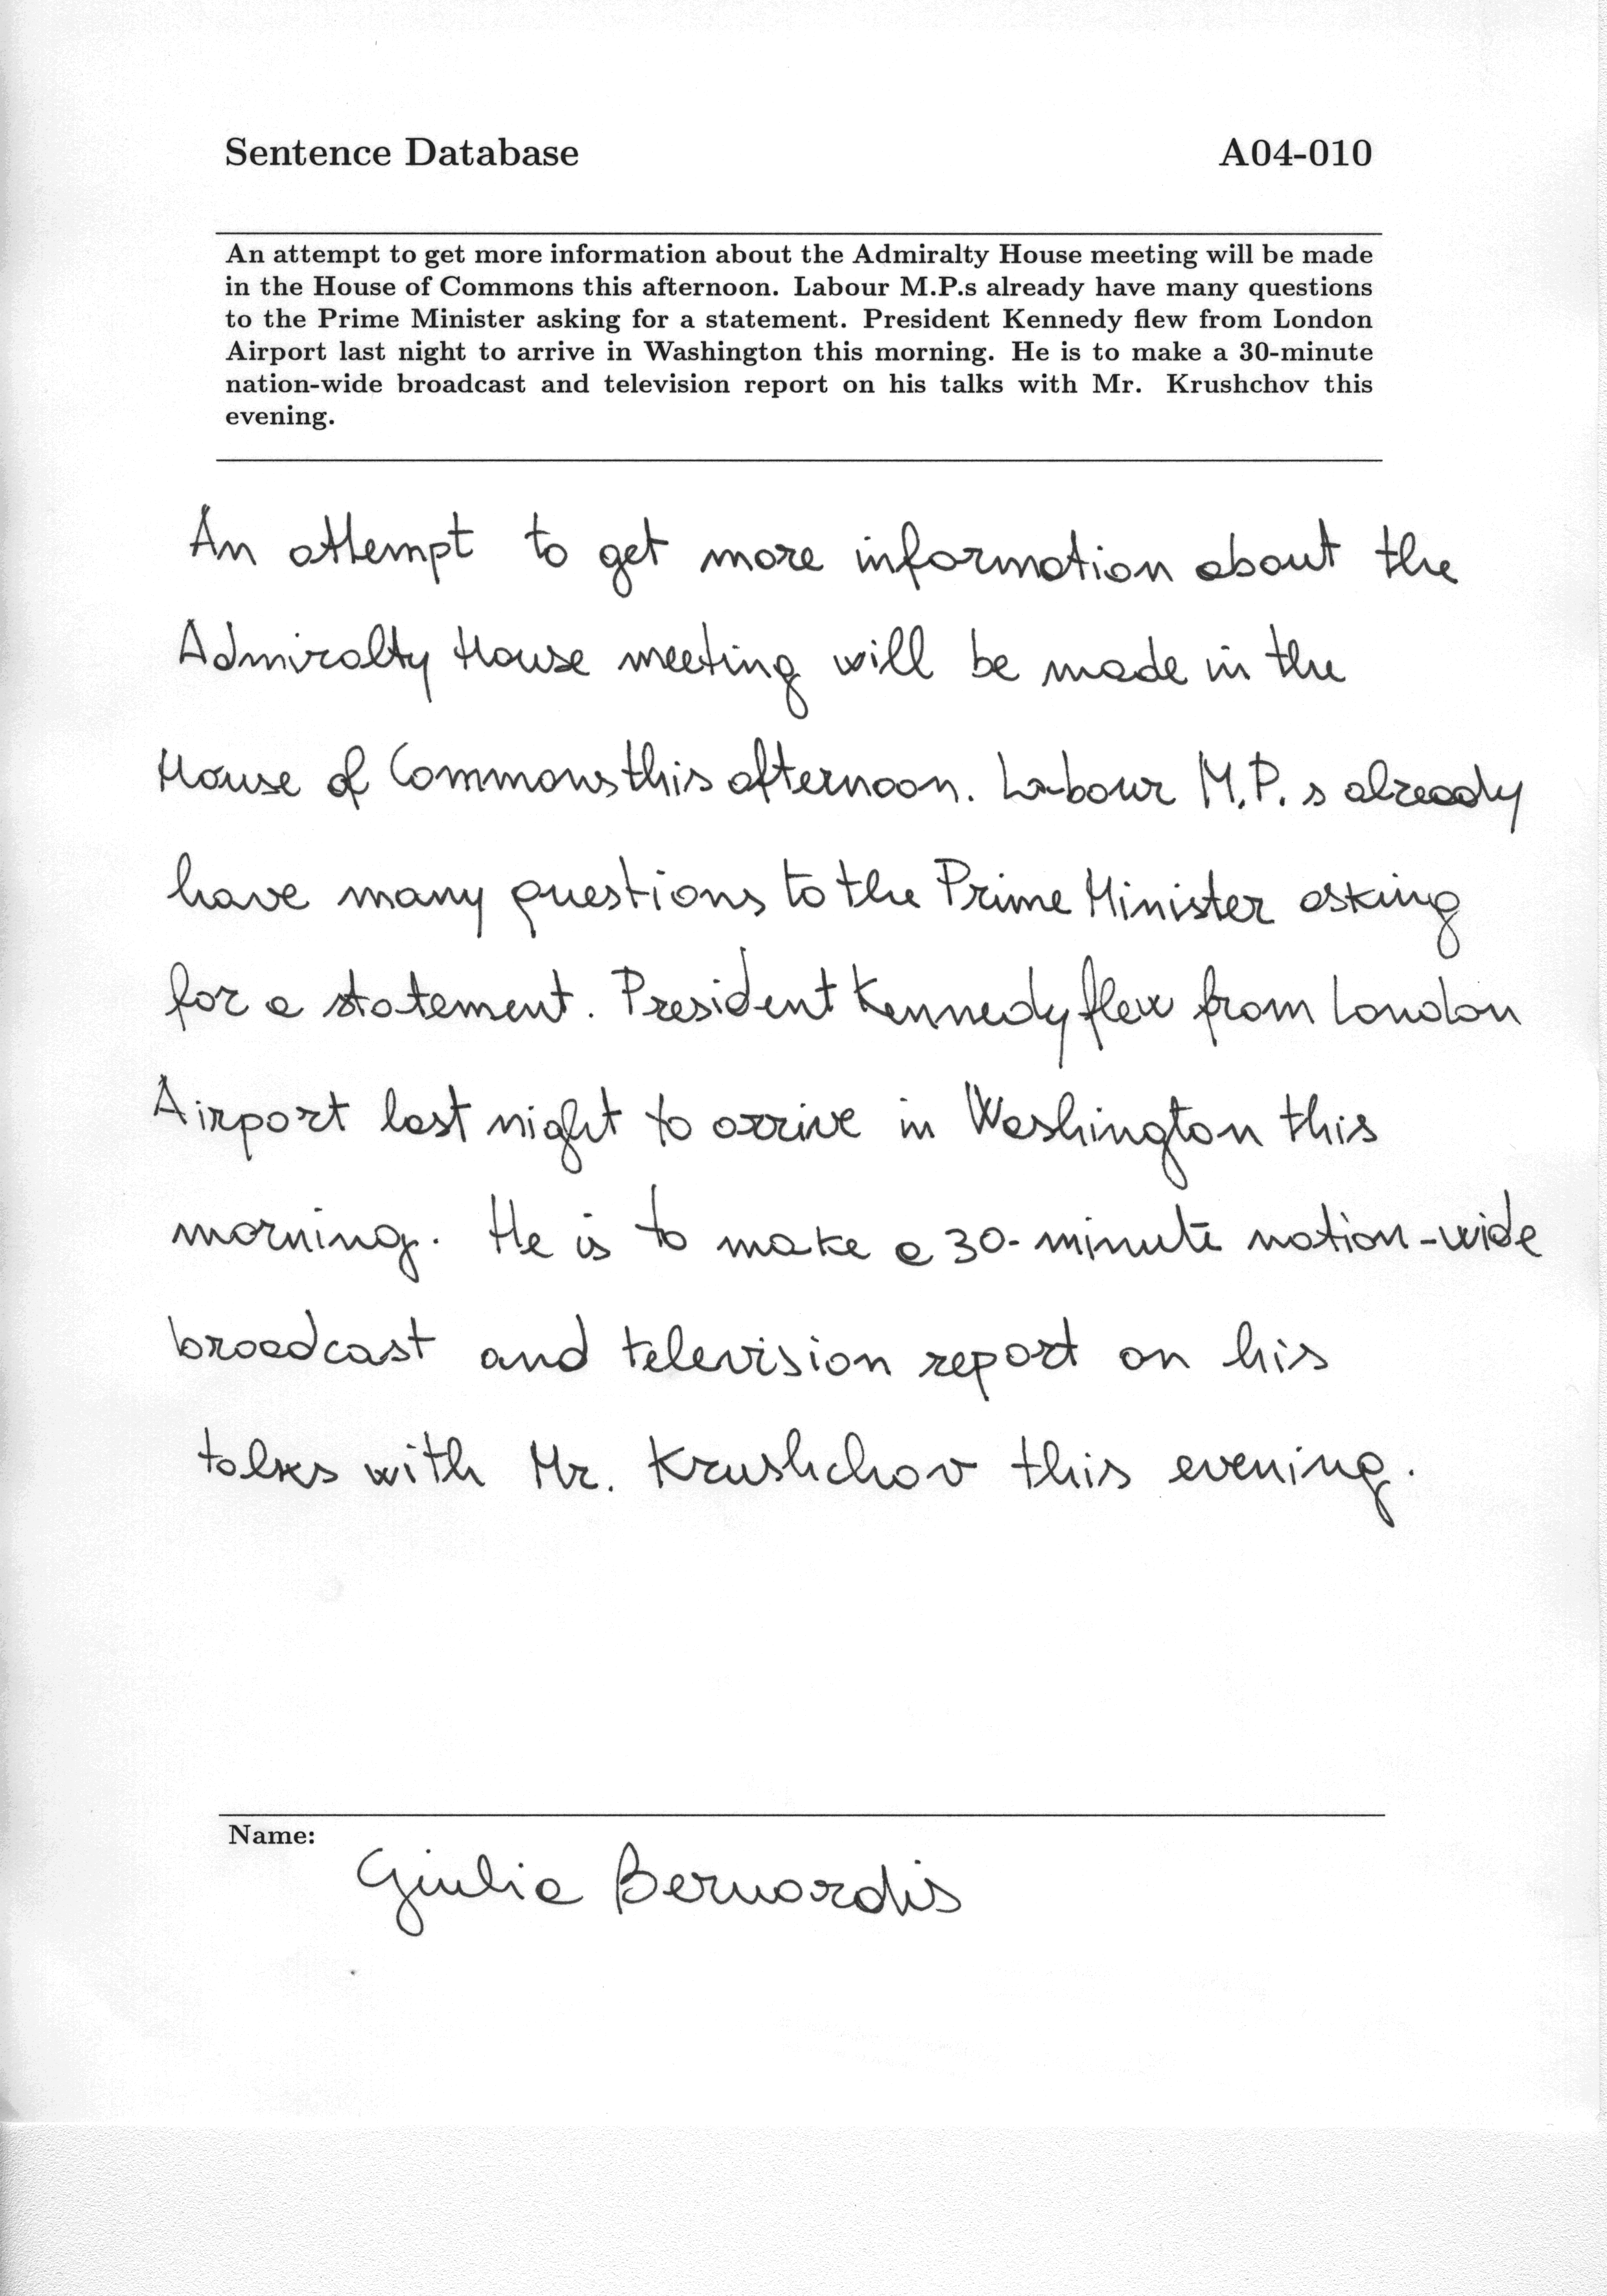 Sentence Database A04-010
An attempt to get more information about the Admiralty House meeting will be made
in the House of Commons this afternoon. Labour M.P.s already have many questions
to the Prime Minister asking for a statement. President Kennedy flew from London
Airport last night to arrive in Washington this morning. He is to make a 30-minute
nation-wide broadcast and television report on his talks with Mr. Krushchov this
evening.
An attempt to get more information about the
Admiralty House meeting will be made in the
House of Commons this afternoon. Labour M.P.s already
have many questions to the Prime Minister asking
for a statement. President Kennedy flew from London
Airport last night to arrive in Washington this
morning. He is to make a 30-minute nation-wide
broadcast and television report on his
talks with Mr. Krushchov this evening.
Name:
Giulia Bernardis